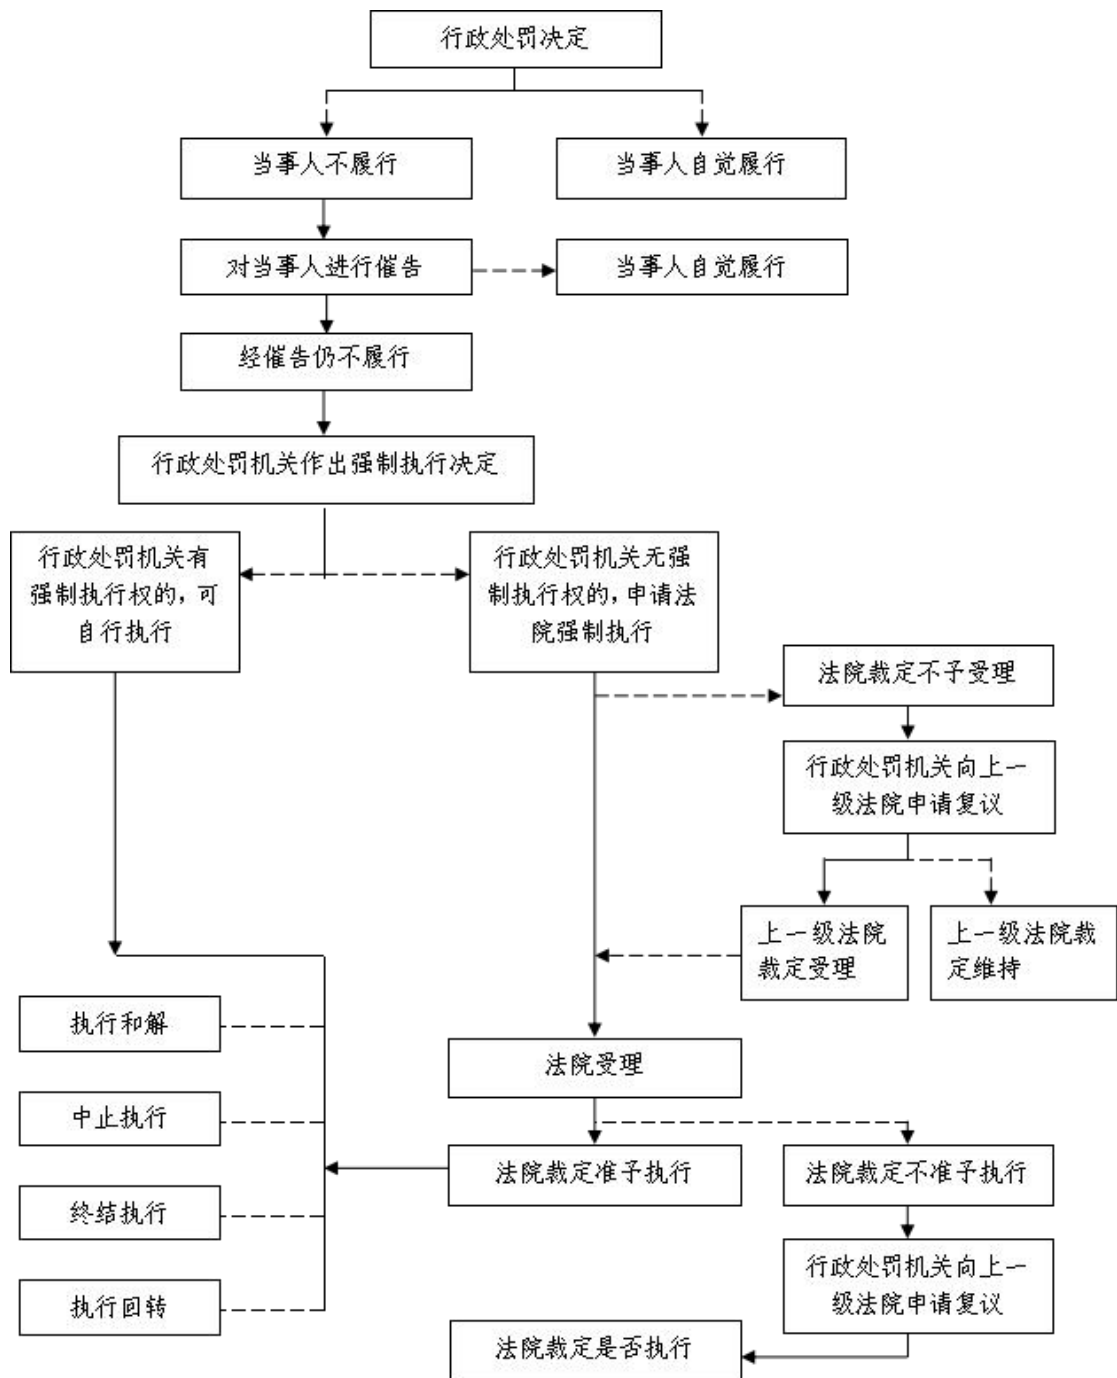 行政处罚决定
当事人不履行
当事人自觉履行
对当事人进行催告
当事人自觉履行
经催告仍不履行
行政处罚机关作出强制执行决定
行政处罚机关有
强制执行权的，可
自行执行
行政处罚机关无强
制执行权的，申请法
院强制执行
法院裁定不予受理
行政处罚机关向上一
级法院申请复议
上一级法院
裁定受理
上一级法院裁
定维持
执行和解
法院受理
中止执行
法院裁定准予执行
法院裁定不准予执行
终结执行
行政处罚机关向上一
级法院申请复议
执行回转
法院裁定是否执行